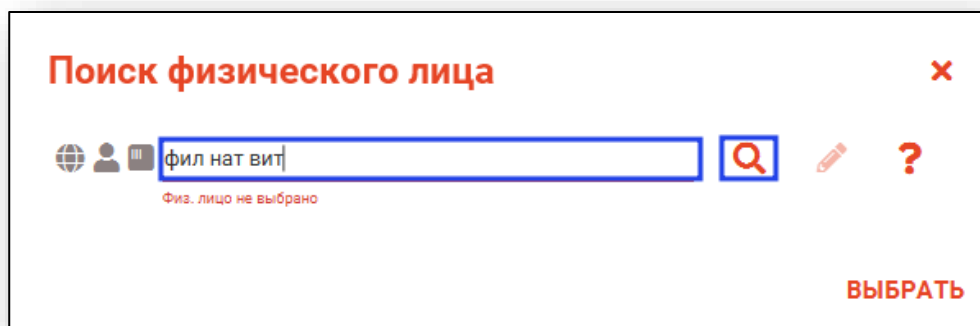 Поиск физического лица
фил нат вит
Физ. лицо не выбрано
ВЫБРАТЬ